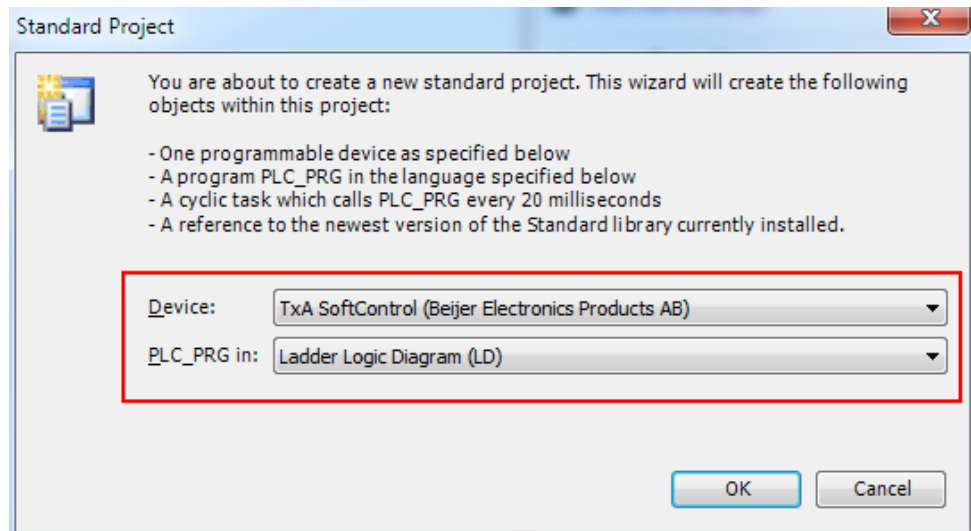 Standard Project
You are about to create a new standard project. This wizard will create the following
objects within this project:
- One programmable device as specified below
- A program PLC_PRG in the language specified below
- A cyclic task which calls PLC_PRG every 20 milliseconds
- A reference to the newest version of the Standard library currently installed.
Device: TxA SoftControl (Beijer Electronics Products AB)
PLC_PRG in: Ladder Logic Diagram (LD)
OK Cancel